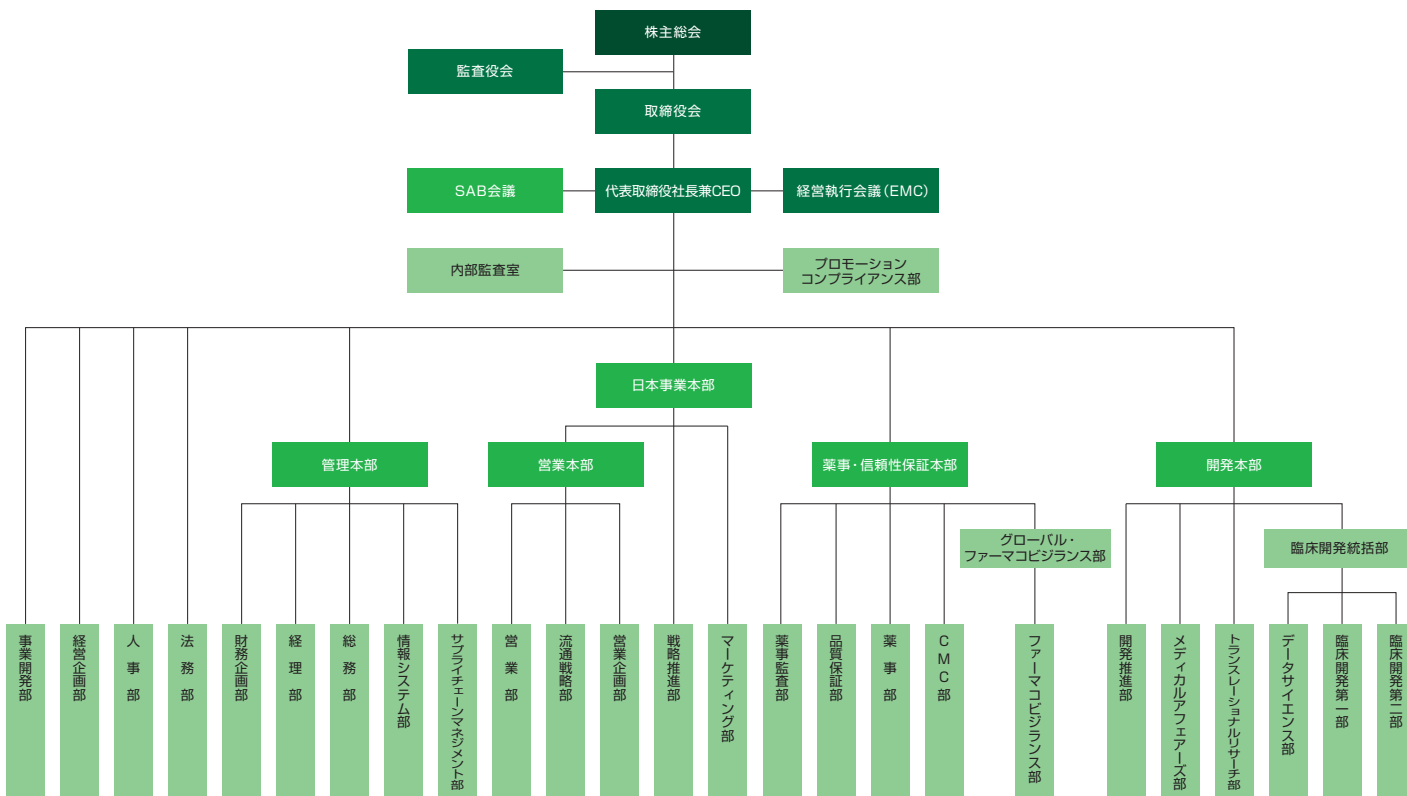 株主総会
監査役会
取締役会
SAB会議
代表取締役社長兼CEO
経営執行会議(EMC)
内部監査室
プロモーション
コンプライアンス部
日本事業本部
管理本部
営業本部
薬事・信頼性保証本部
開発本部
グローバル・
ファーマコビジランス部
臨床開発統括部
事業開発部
経営企画部
人事部
法務部
財務企画部
経理部
総務部
情報システム部
サプライチェーンマネジメント部
営業部
流通戦略部
営業企画部
戦略推進部
マーケティング部
薬事監査部
品質保証部
薬事部
CMC部
ファーマコビジランス部
開発推進部
メディカルアフェアーズ部
トランスレーショナルリサーチ部
データサイエンス部
臨床開発第一部
臨床開発第二部